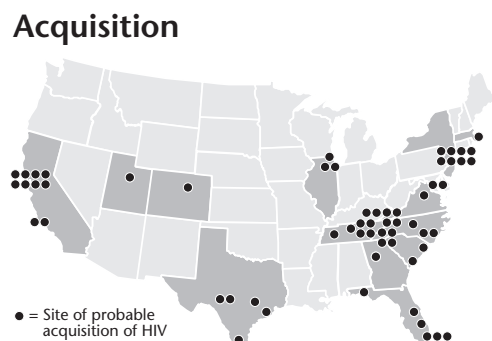 Acquisition
● = Site of probable
acquisition of HIV